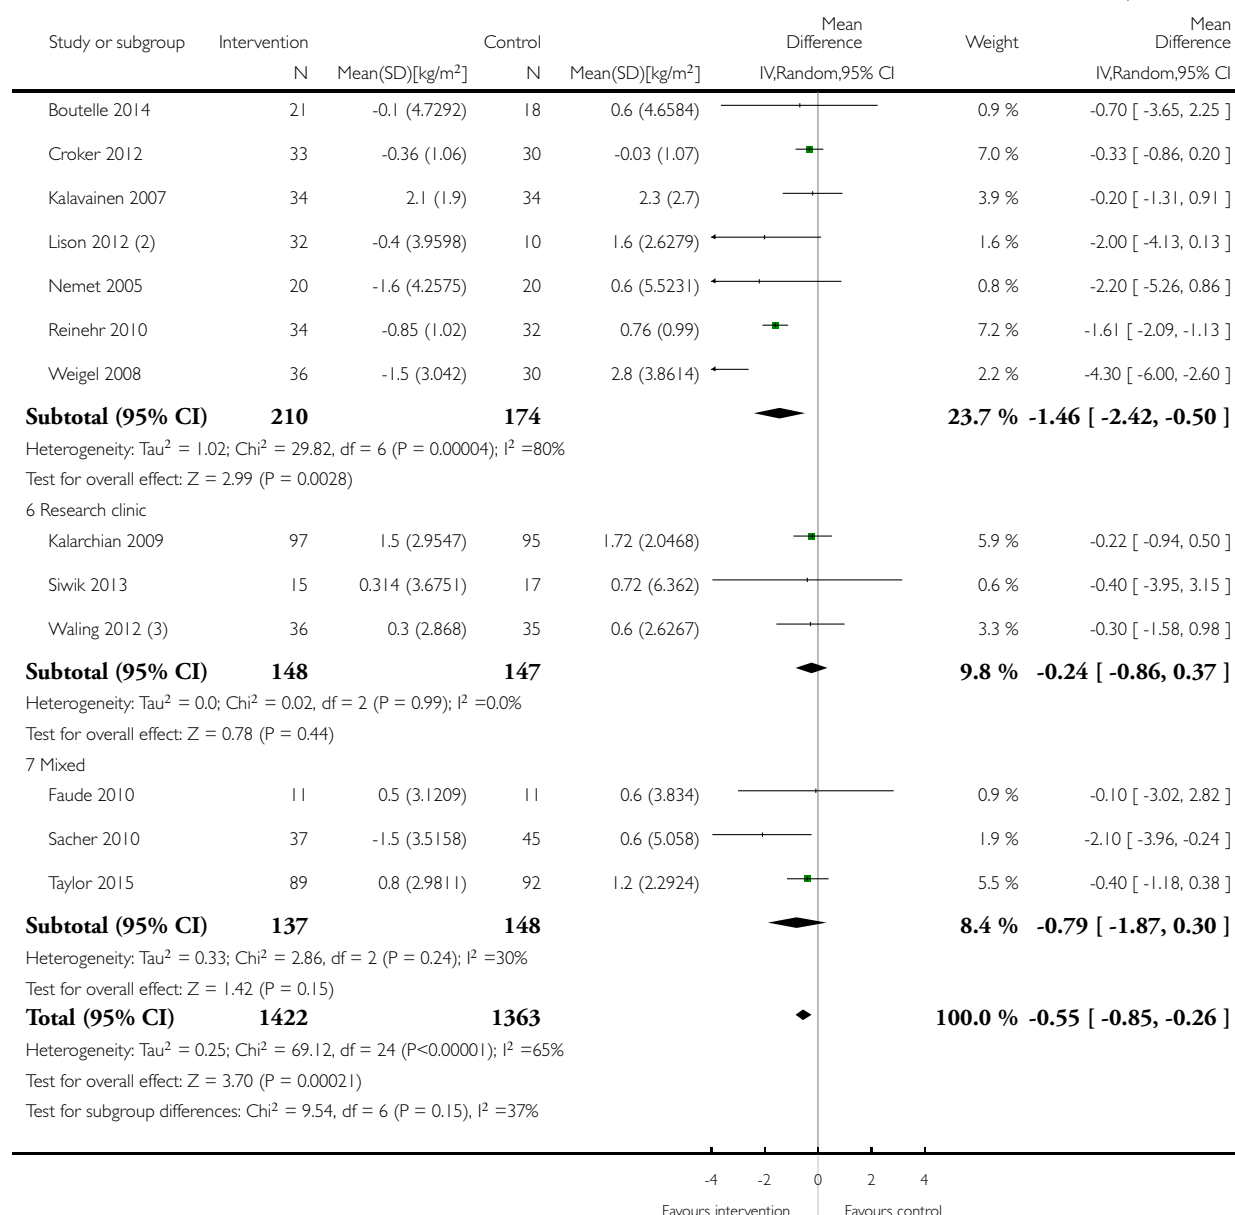 Study or subgroup Intervention Control Mean Difference Weight Mean Difference
N Mean(SD)[kg/m²] N Mean(SD)[kg/m²] IV,Random,95% CI IV,Random,95% CI
Boutelle 2014 21 -0.1 (4.7292) 18 0.6 (4.6584) 0.9 % -0.70 [ -3.65, 2.25 ]
Croker 2012 33 -0.36 (1.06) 30 -0.03 (1.07) 7.0 % -0.33 [ -0.86, 0.20 ]
Kalavainen 2007 34 2.1 (1.9) 34 2.3 (2.7) 3.9 % -0.20 [ -1.31, 0.91 ]
Lison 2012 (2) 32 -0.4 (3.9598) 10 1.6 (2.6279) 1.6 % -2.00 [ -4.13, 0.13 ]
Nemet 2005 20 -1.6 (4.2575) 20 0.6 (5.5231) 0.8 % -2.20 [ -5.26, 0.86 ]
Reinehr 2010 34 -0.85 (1.02) 32 0.76 (0.99) 7.2 % -1.61 [ -2.09, -1.13 ]
Weigel 2008 36 -1.5 (3.042) 30 2.8 (3.8614) 2.2 % -4.30 [ -6.00, -2.60 ]
Subtotal (95% CI) 210 174 23.7 % -1.46 [ -2.42, -0.50 ]
Heterogeneity: Tau² = 1.02; Chi² = 29.82, df = 6 (P = 0.00004); I² =80%
Test for overall effect: Z = 2.99 (P = 0.0028)
6 Research clinic
Kalarchian 2009 97 1.5 (2.9547) 95 1.72 (2.0468) 5.9 % -0.22 [ -0.94, 0.50 ]
Siwik 2013 15 0.314 (3.6751) 17 0.72 (6.362) 0.6 % -0.40 [ -3.95, 3.15 ]
Waling 2012 (3) 36 0.3 (2.868) 35 0.6 (2.6267) 3.3 % -0.30 [ -1.58, 0.98 ]
Subtotal (95% CI) 148 147 9.8 % -0.24 [ -0.86, 0.37 ]
Heterogeneity: Tau² = 0.0; Chi² = 0.02, df = 2 (P = 0.99); I² =0.0%
Test for overall effect: Z = 0.78 (P = 0.44)
7 Mixed
Faude 2010 11 0.5 (3.1209) 11 0.6 (3.834) 0.9 % -0.10 [ -3.02, 2.82 ]
Sacher 2010 37 -1.5 (3.5158) 45 0.6 (5.058) 1.9 % -2.10 [ -3.96, -0.24 ]
Taylor 2015 89 0.8 (2.9811) 92 1.2 (2.2924) 5.5 % -0.40 [ -1.18, 0.38 ]
Subtotal (95% CI) 137 148 8.4 % -0.79 [ -1.87, 0.30 ]
Heterogeneity: Tau² = 0.33; Chi² = 2.86, df = 2 (P = 0.24); I² =30%
Test for overall effect: Z = 1.42 (P = 0.15)
Total (95% CI) 1422 1363 100.0 % -0.55 [ -0.85, -0.26 ]
Heterogeneity: Tau² = 0.25; Chi² = 69.12, df = 24 (P<0.00001); I² =65%
Test for overall effect: Z = 3.70 (P = 0.00021)
Test for subgroup differences: Chi² = 9.54, df = 6 (P = 0.15), I² =37%
-4 -2 0 2 4
Favours intervention Favours control